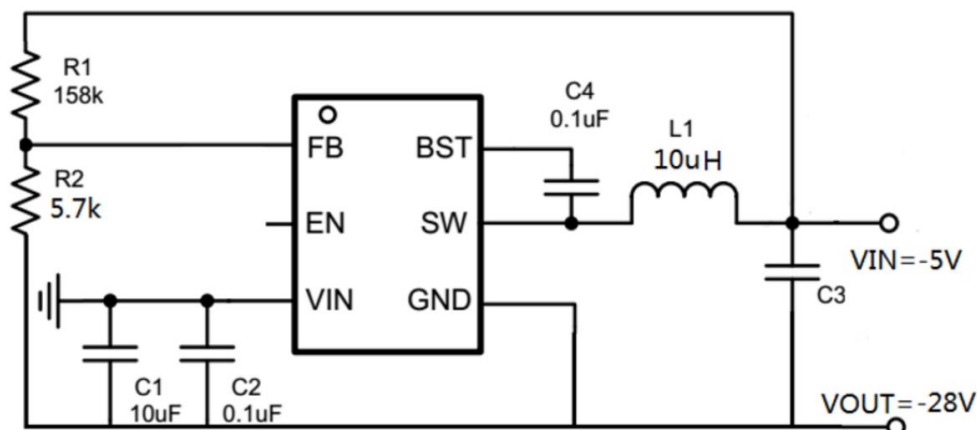 R1
158k
R2
5.7k
FB
EN
VIN
BST
SW
GND
C4
0.1uF
L1
10uH
VIN=-5V
C3
C1
10uF
C2
0.1uF
VOUT=-28V